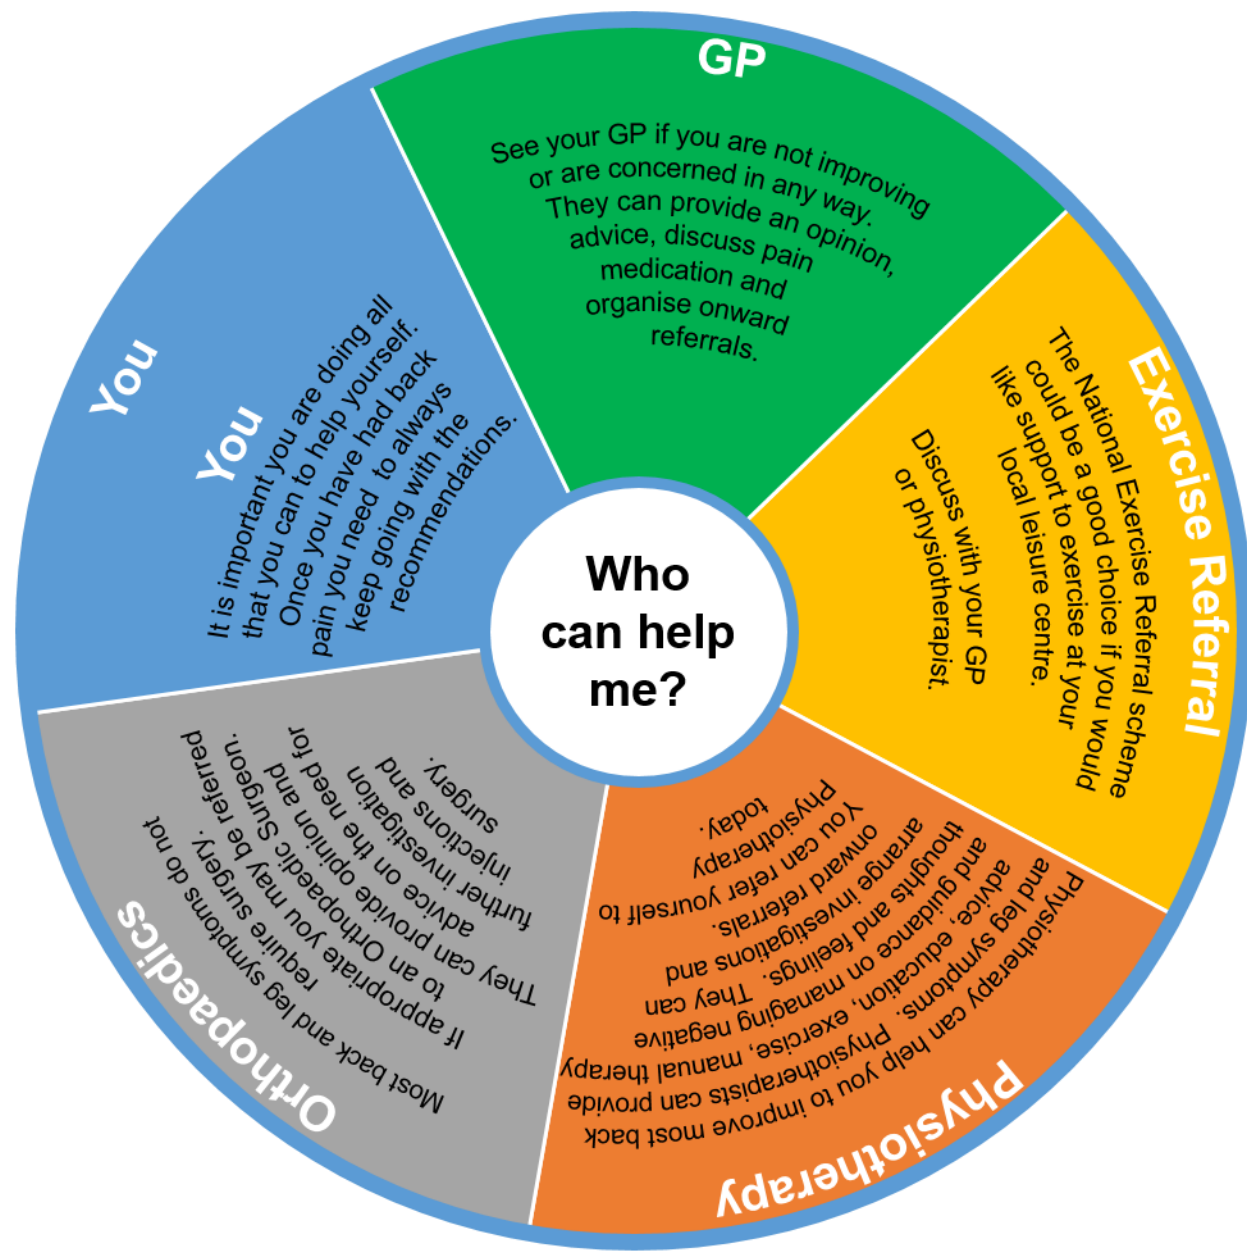 Who
can help
me?
GP
See your GP if you are not improving
or are concerned in any way.
They can provide an opinion,
advice, discuss pain
medication and
organise onward
referrals.
Exercise Referral
The National Exercise Referral scheme
could be a good choice if you would
like support to exercise at your
local leisure centre.
Discuss with your GP
or physiotherapist.
Physiotherapy
Physiotherapy can help you to improve most back
and leg symptoms. Physiotherapists can provide
advice, education, exercise, manual therapy
and guidance on managing negative
thoughts and feelings. They can
arrange investigations and
onward referrals.
You can refer yourself to
Physiotherapy
today.
Orthopaedics
Most back and leg symptoms do not
require surgery.
If appropriate you may be referred
to an Orthopaedic Surgeon.
They can provide opinion and
advice on the need for
further investigation
injections and
surgery.
You
You
It is important you are doing all
that you can to help yourself.
Once you have had back
pain you need to always
keep going with the
recommendations.